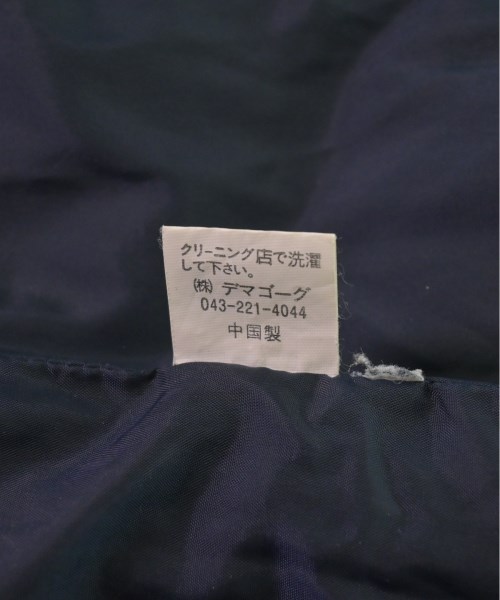 クリーニング店で洗濯
して下さい。
㈱ デマゴーグ
043-221-4044
中国製